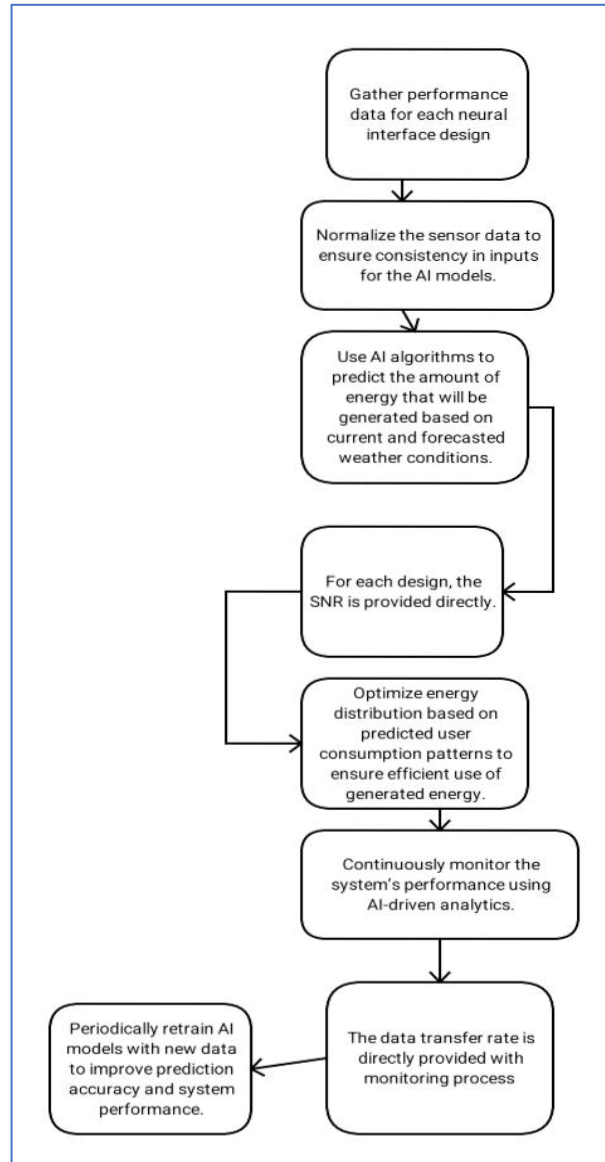 Gather performance
data for each neural
interface design
Normalize the sensor data to
ensure consistency in inputs
for the AI models.
Use AI algorithms to
predict the amount of
energy that will be
generated based on
current and forecasted
weather conditions.
For each design, the
SNR is provided directly.
Optimize energy
distribution based on
predicted user
consumption patterns to
ensure efficient use of
generated energy.
Continuously monitor the
system's performance using
AI-driven analytics.
The data transfer rate is
directly provided with
monitoring process
Periodically retrain AI
models with new data
to improve prediction
accuracy and system
performance.